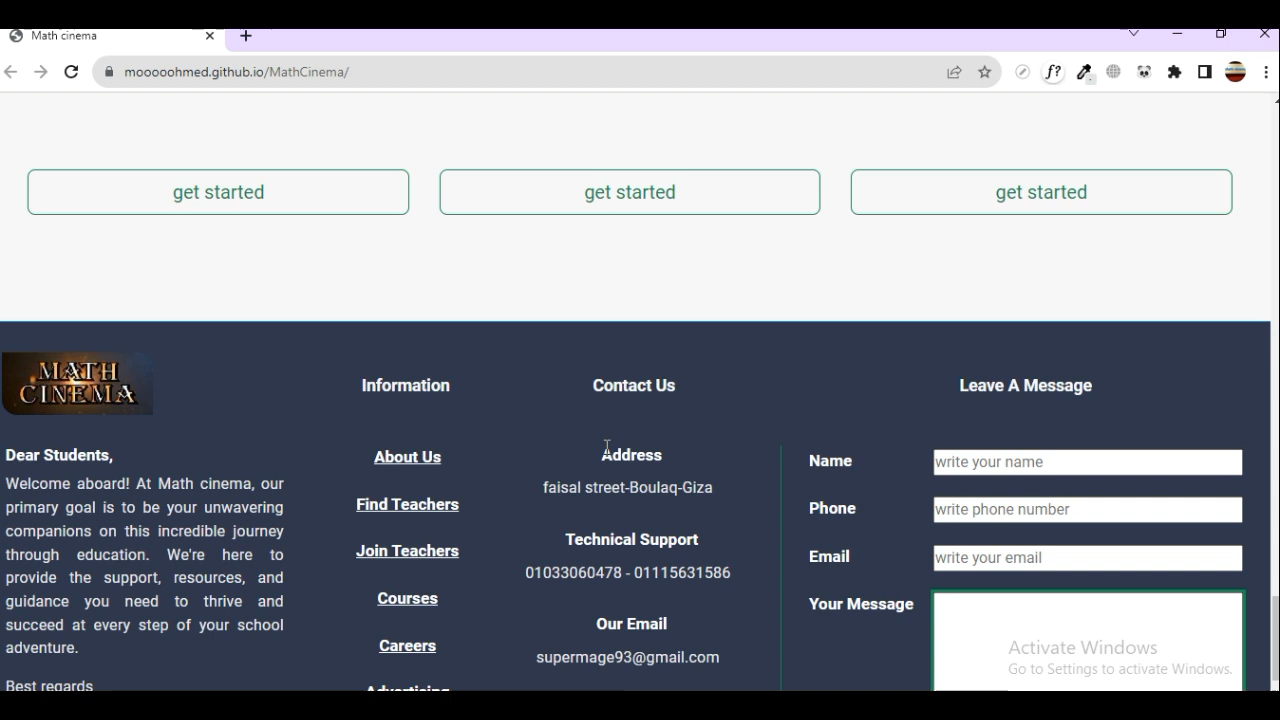 Math cinema
mooooohmed.github.io/MathCinema/
f?
get started
get started
get started
MATH
CINEMA
Dear Students,
Welcome aboard! At Math cinema, our
primary goal is to be your unwavering
companions on this incredible journey
through education. We're here to
provide the support, resources, and
guidance you need to thrive and
succeed at every step of your school
adventure.
Best regards
Information
About Us
Find Teachers
Join Teachers
Courses
Careers
Advertising
Contact Us
Address
faisal street-Boulaq-Giza
Technical Support
01033060478 - 01115631586
Our Email
supermage93@gmail.com
Leave A Message
Name
write your name
Phone
write phone number
Email
write your email
Your Message
Activate Windows
Go to Settings to activate Windows.